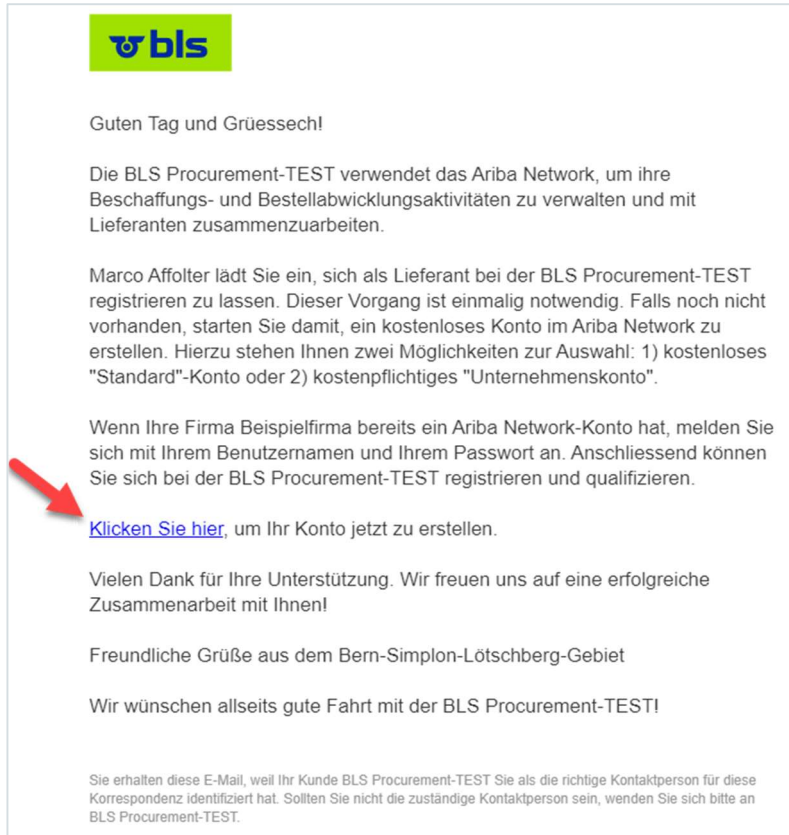 bls
Guten Tag und Grüessech!
Die BLS Procurement-TEST verwendet das Ariba Network, um ihre
Beschaffungs- und Bestellabwicklungsaktivitäten zu verwalten und mit
Lieferanten zusammenzuarbeiten.
Marco Affolter lädt Sie ein, sich als Lieferant bei der BLS Procurement-TEST
registrieren zu lassen. Dieser Vorgang ist einmalig notwendig. Falls noch nicht
vorhanden, starten Sie damit, ein kostenloses Konto im Ariba Network zu
erstellen. Hierzu stehen Ihnen zwei Möglichkeiten zur Auswahl: 1) kostenloses
"Standard"-Konto oder 2) kostenpflichtiges "Unternehmenskonto".
Wenn Ihre Firma Beispielfirma bereits ein Ariba Network-Konto hat, melden Sie
sich mit Ihrem Benutzernamen und Ihrem Passwort an. Anschliessend können
Sie sich bei der BLS Procurement-TEST registrieren und qualifizieren.
Klicken Sie hier, um Ihr Konto jetzt zu erstellen.
Vielen Dank für Ihre Unterstützung. Wir freuen uns auf eine erfolgreiche
Zusammenarbeit mit Ihnen!
Freundliche Grüße aus dem Bern-Simplon-Lötschberg-Gebiet
Wir wünschen allseits gute Fahrt mit der BLS Procurement-TEST!
Sie erhalten diese E-Mail, weil Ihr Kunde BLS Procurement-TEST Sie als die richtige Kontaktperson für diese
Korrespondenz identifiziert hat. Sollten Sie nicht die zuständige Kontaktperson sein, wenden Sie sich bitte an
BLS Procurement-TEST.